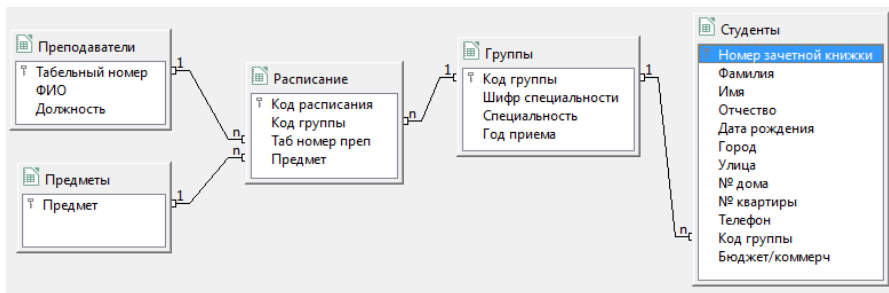 Преподаватели
Табельный номер
ФИО
Должность
Предметы
Предмет
Расписание
Код расписания
Код группы
Таб номер преп
Предмет
Группы
Код группы
Шифр специальности
Специальность
Год приема
Студенты
Номер зачетной книжки
Фамилия
Имя
Отчество
Дата рождения
Город
Улица
№ дома
№ квартиры
Телефон
Код группы
Бюджет/коммерч
1
n
n
1
n
1
1
n